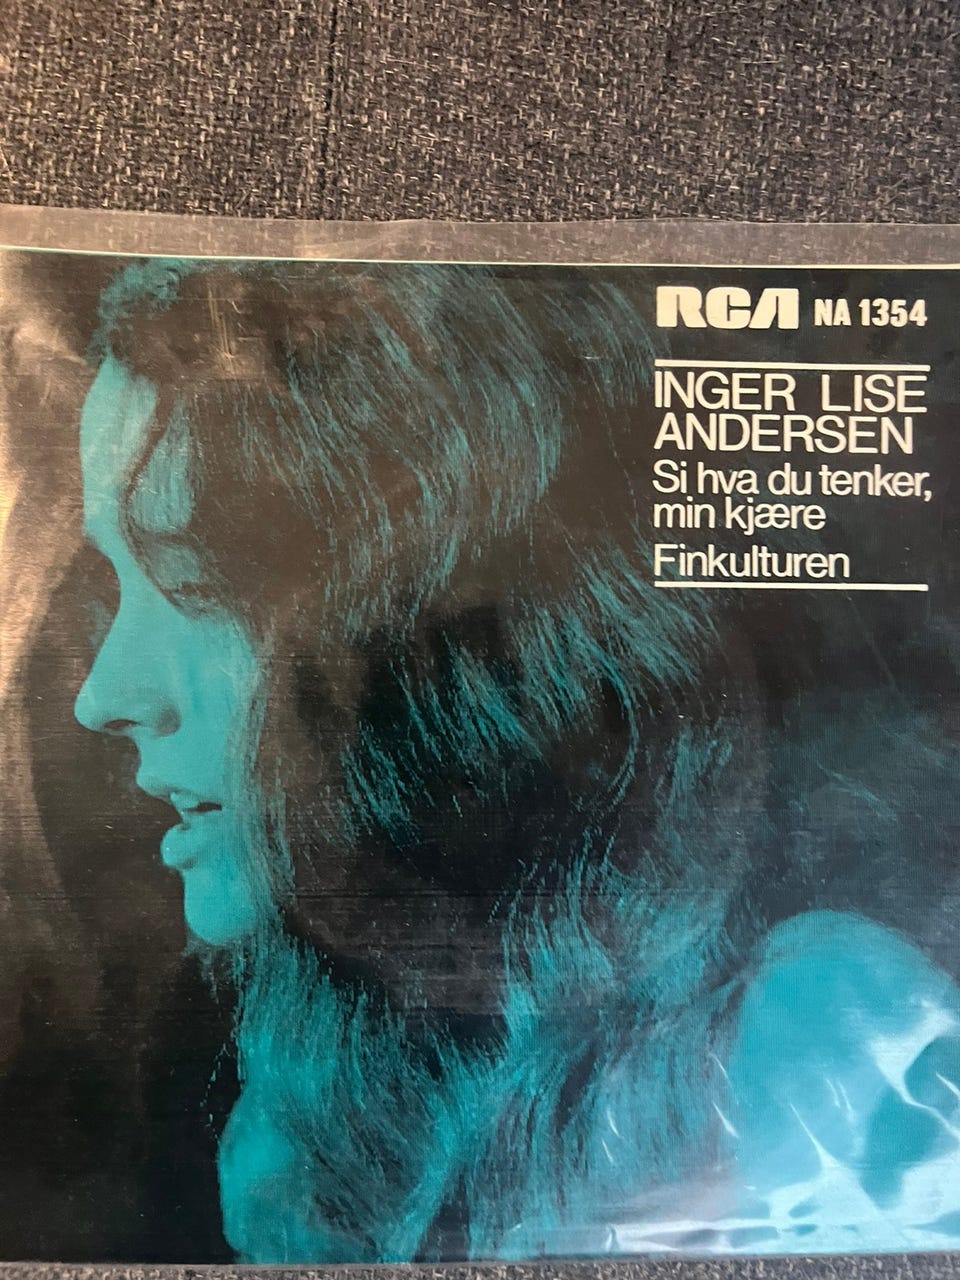 RCA NA 1354
INGER LISE
ANDERSEN
Si hva du tenker,
min kjære
Finkulturen